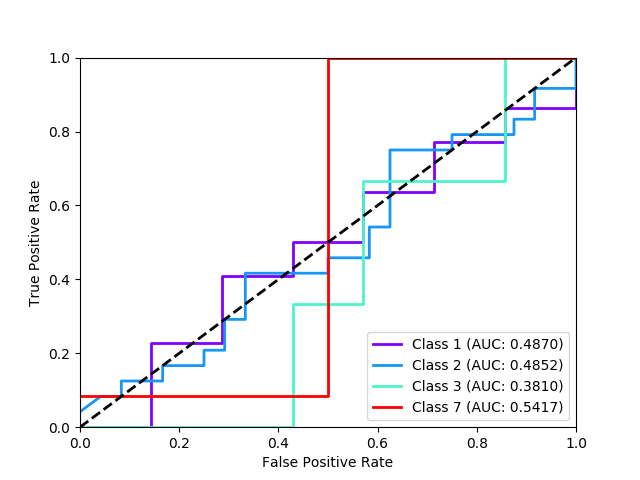 1.0
0.8
0.6
0.4
0.2
0.0
True Positive Rate
Class 1 (AUC: 0.4870)
Class 2 (AUC: 0.4852)
Class 3 (AUC: 0.3810)
Class 7 (AUC: 0.5417)
0.0 0.2 0.4 0.6 0.8 1.0
False Positive Rate